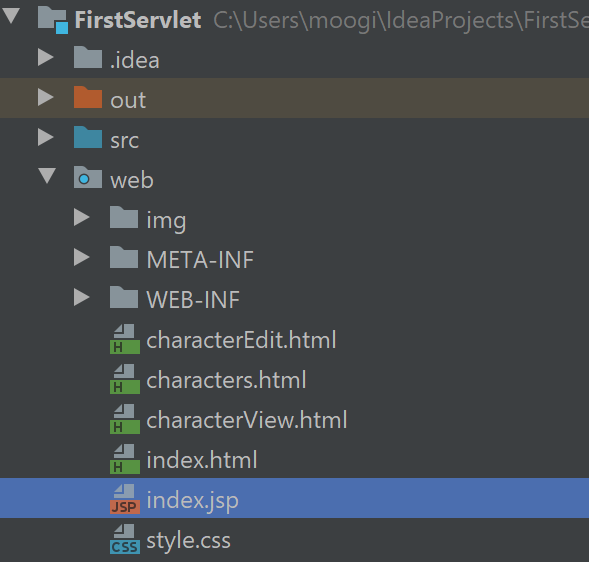 FirstServlet C:\Users\moogi\IdeaProjects\FirstSe
.idea
out
src
web
img
META-INF
WEB-INF
H characterEdit.html
H characters.html
H characterView.html
H index.html
JSP index.jsp
CSS style.css